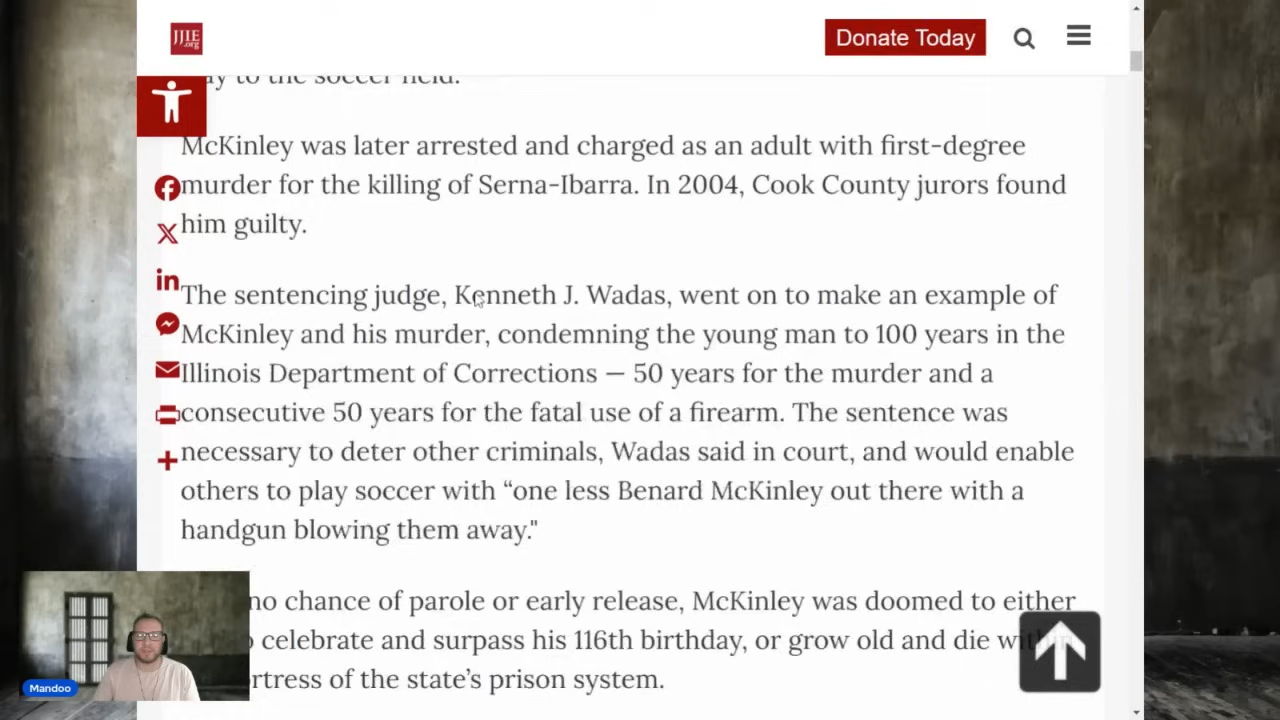 JJIE
.org
Donate Today
to the soccer field.
McKinley was later arrested and charged as an adult with first-degree
murder for the killing of Serna-Ibarra. In 2004, Cook County jurors found
him guilty.
The sentencing judge, Kenneth J. Wadas, went on to make an example of
McKinley and his murder, condemning the young man to 100 years in the
Illinois Department of Corrections — 50 years for the murder and a
consecutive 50 years for the fatal use of a firearm. The sentence was
necessary to deter other criminals, Wadas said in court, and would enable
others to play soccer with “one less Benard McKinley out there with a
handgun blowing them away."
no chance of parole or early release, McKinley was doomed to either
celebrate and surpass his 116th birthday, or grow old and die within
of the state’s prison system.
Mandoo